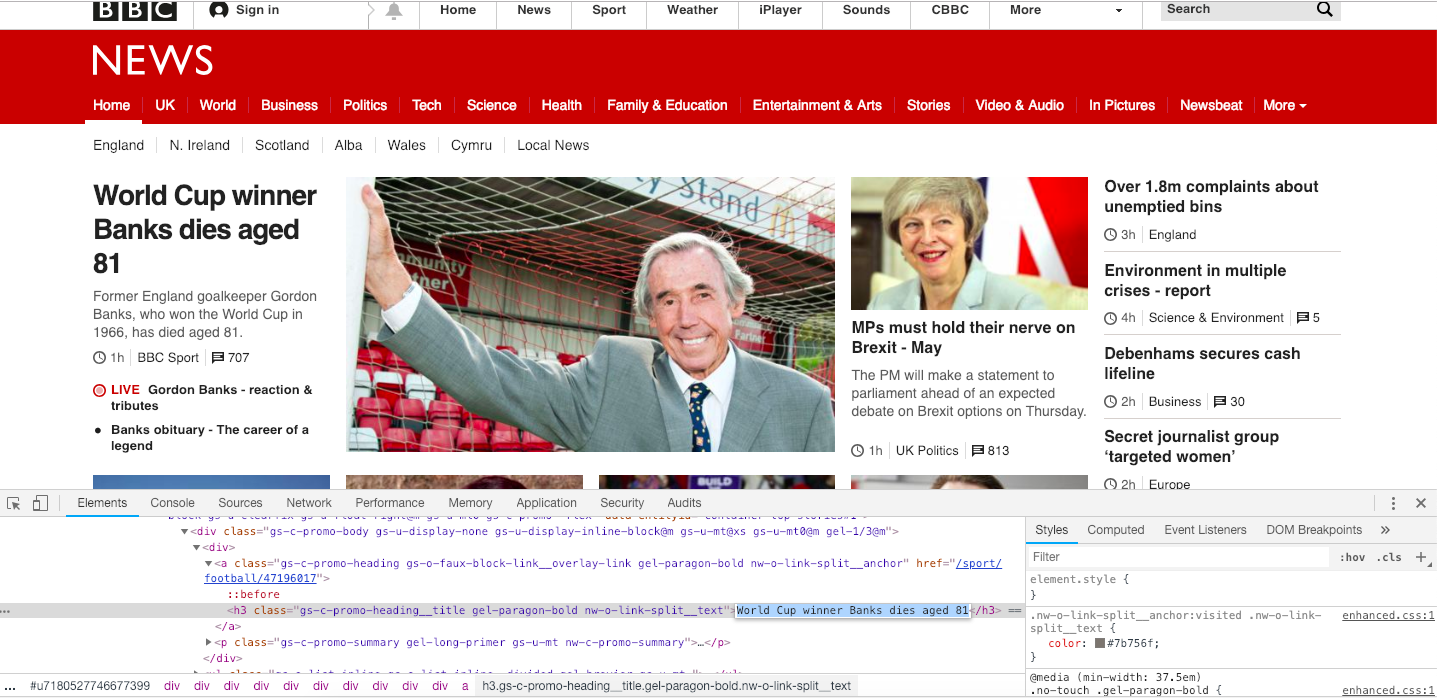 BBC Sign in Home News Sport Weather iPlayer Sounds CBBC More Search
NEWS
Home UK World Business Politics Tech Science Health Family & Education Entertainment & Arts Stories Video & Audio In Pictures Newsbeat More
England N. Ireland Scotland Alba Wales Cymru Local News
World Cup winner
Banks dies aged
81
Former England goalkeeper Gordon
Banks, who won the World Cup in
1966, has died aged 81.
1h BBC Sport 707
LIVE Gordon Banks - reaction &
tributes
Banks obituary - The career of a
legend
y Stand
mmunity
Partner
Partner
MPs must hold their nerve on
Brexit - May
The PM will make a statement to
parliament ahead of an expected
debate on Brexit options on Thursday.
1h UK Politics 813
Over 1.8m complaints about
unemptied bins
3h England
Environment in multiple
crises - report
4h Science & Environment 5
Debenhams secures cash
lifeline
2h Business 30
Secret journalist group
‘targeted women’
2h Europe
BUILD
Elements Console Sources Network Performance Memory Application Security Audits
<div class="gs-c-promo-body gs-u-display-none gs-u-display-inline-block@m gs-u-mt@xs gs-u-mt0@m gel-1/3@m">
<div>
<a class="gs-c-promo-heading gs-o-faux-block-link__overlay-link gel-paragon-bold nw-o-link-split__anchor" href="/sport/
football/47196017">
::before
... <h3 class="gs-c-promo-heading__title gel-paragon-bold nw-o-link-split__text">World Cup winner Banks dies aged 81</h3> ==
</a>
<p class="gs-c-promo-summary gel-long-primer gs-u-mt nw-c-promo-summary">…</p>
</div>
... #u7180527746677399 div div div div div div div div div div a h3.gs-c-promo-heading__title.gel-paragon-bold.nw-o-link-split__text
Styles Computed Event Listeners DOM Breakpoints »
Filter :hov .cls +
element.style {
}
.nw-o-link-split__anchor:visited .nw-o-link- enhanced.css:1
split__text {
color: #7b756f;
}
@media (min-width: 37.5em)
.no-touch .gel-paragon-bold { enhanced.css:1